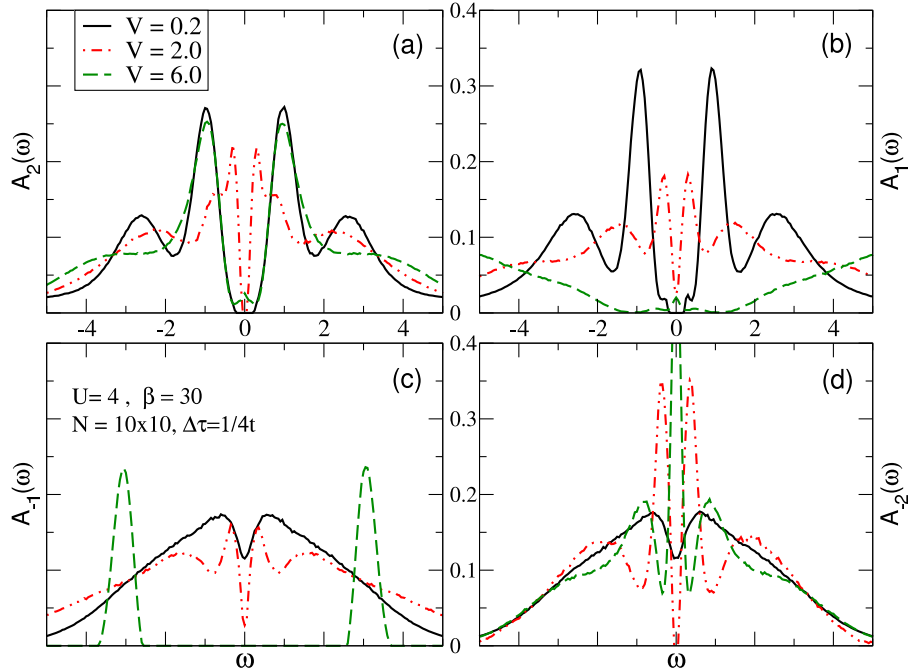 V = 0.2
V = 2.0
V = 6.0
(a)
(b)
0.4
0.3
0.2
0.1
0
A₂(ω)
A₁(ω)
-4 -2 0 2 4
-4 -2 0 2 4
(c)
(d)
U= 4 , β = 30
N = 10x10, Δτ=1/4t
0.4
0.3
0.2
0.1
0
A₋₁(ω)
A₋₂(ω)
ω
ω